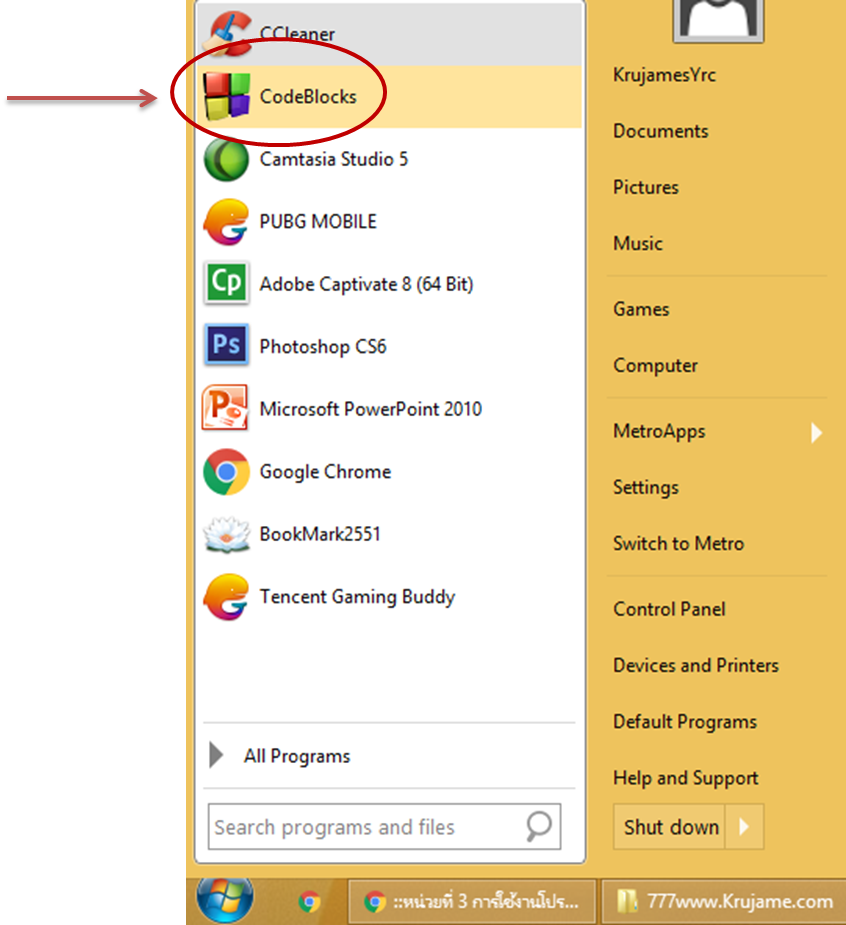 CCleaner
CodeBlocks
Camtasia Studio 5
PUBG MOBILE
Cp
Adobe Captivate 8 (64 Bit)
Ps
Photoshop CS6
P
Microsoft PowerPoint 2010
Google Chrome
BookMark2551
Tencent Gaming Buddy
All Programs
Search programs and files
KrujamesYrc
Documents
Pictures
Music
Games
Computer
MetroApps
Settings
Switch to Metro
Control Panel
Devices and Printers
Default Programs
Help and Support
Shut down
::หน่วยที่ 3 การใช้งานโปร...
777www.Krujame.com